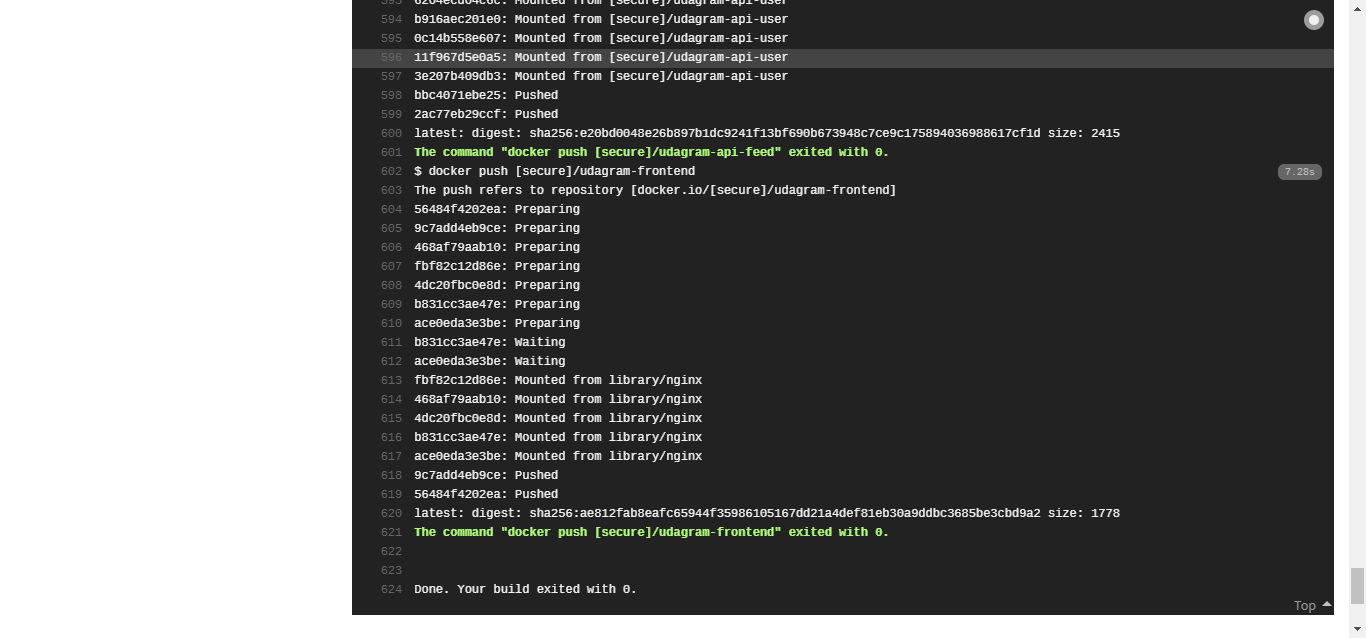 594 b916aec201e0: Mounted from [secure]/udagram-api-user
595 0c14b558e607: Mounted from [secure]/udagram-api-user
596 11f967d5e0a5: Mounted from [secure]/udagram-api-user
597 3e207b409db3: Mounted from [secure]/udagram-api-user
598 bbc4071ebe25: Pushed
599 2ac77eb29ccf: Pushed
600 latest: digest: sha256:e20bd0048e26b897b1dc9241f13bf690b673948c7ce9c175894036988617cf1d size: 2415
601 The command "docker push [secure]/udagram-api-feed" exited with 0.
602 $ docker push [secure]/udagram-frontend 7.28s
603 The push refers to repository [docker.io/[secure]/udagram-frontend]
604 56484f4202ea: Preparing
605 9c7add4eb9ce: Preparing
606 468af79aab10: Preparing
607 fbf82c12d86e: Preparing
608 4dc20fbc0e8d: Preparing
609 b831cc3ae47e: Preparing
610 ace0eda3e3be: Preparing
611 b831cc3ae47e: Waiting
612 ace0eda3e3be: Waiting
613 fbf82c12d86e: Mounted from library/nginx
614 468af79aab10: Mounted from library/nginx
615 4dc20fbc0e8d: Mounted from library/nginx
616 b831cc3ae47e: Mounted from library/nginx
617 ace0eda3e3be: Mounted from library/nginx
618 9c7add4eb9ce: Pushed
619 56484f4202ea: Pushed
620 latest: digest: sha256:ae812fab8eafc65944f35986105167dd21a4def81eb30a9ddbc3685be3cbd9a2 size: 1778
621 The command "docker push [secure]/udagram-frontend" exited with 0.
622
623
624 Done. Your build exited with 0.
Top